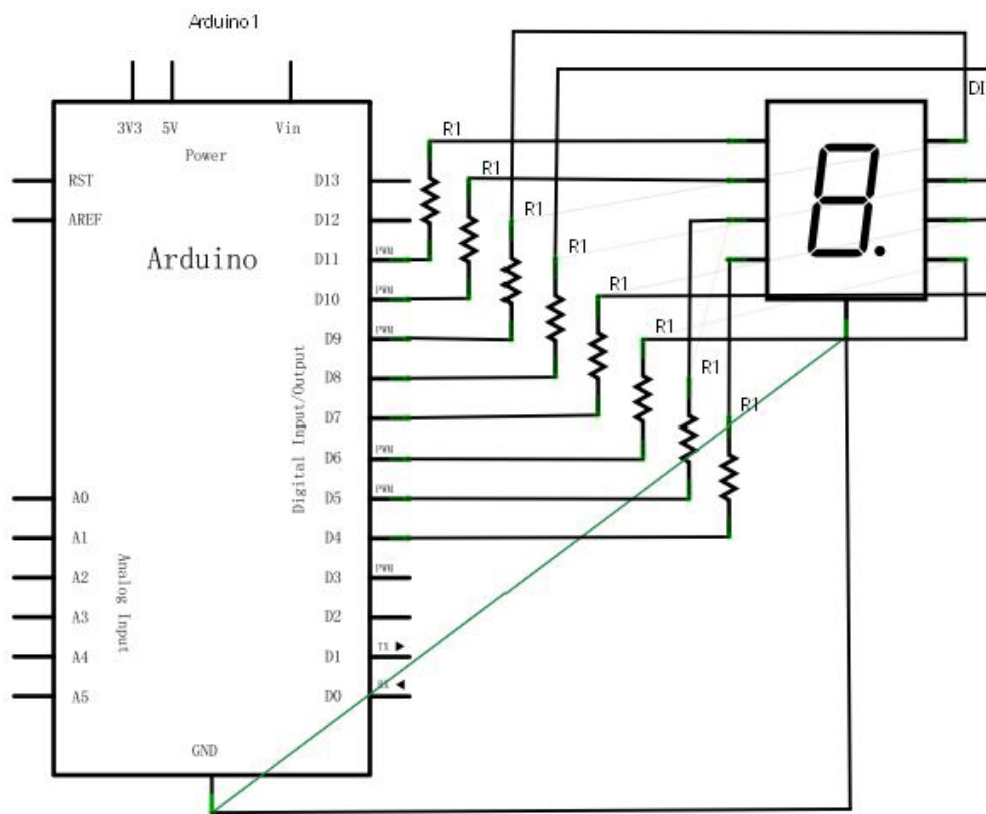 Arduino1
DI
3V3 5V Vin
Power
R1
R1
R1
R1
R1
R1
R1
R1
RST
AREF
Arduino
D13
D12
D11 PWM
D10 PWM
D9 PWM
D8
D7
D6 PWM
D5 PWM
D4
D3 PWM
D2
D1 TX
D0 RX
Digital Input/Output
A0
A1
A2
A3
A4
A5
Analog Input
GND